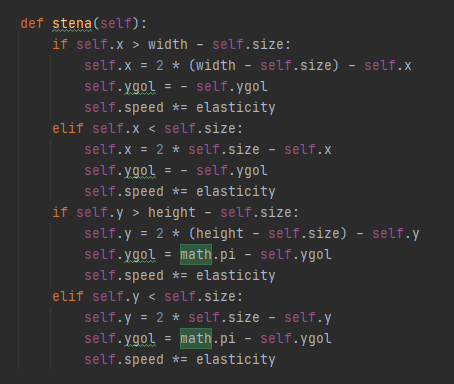 def stena(self):
    if self.x > width - self.size:
        self.x = 2 * (width - self.size) - self.x
        self.ygol = - self.ygol
        self.speed *= elasticity
    elif self.x < self.size:
        self.x = 2 * self.size - self.x
        self.ygol = - self.ygol
        self.speed *= elasticity
    if self.y > height - self.size:
        self.y = 2 * (height - self.size) - self.y
        self.ygol = math.pi - self.ygol
        self.speed *= elasticity
    elif self.y < self.size:
        self.y = 2 * self.size - self.y
        self.ygol = math.pi - self.ygol
        self.speed *= elasticity